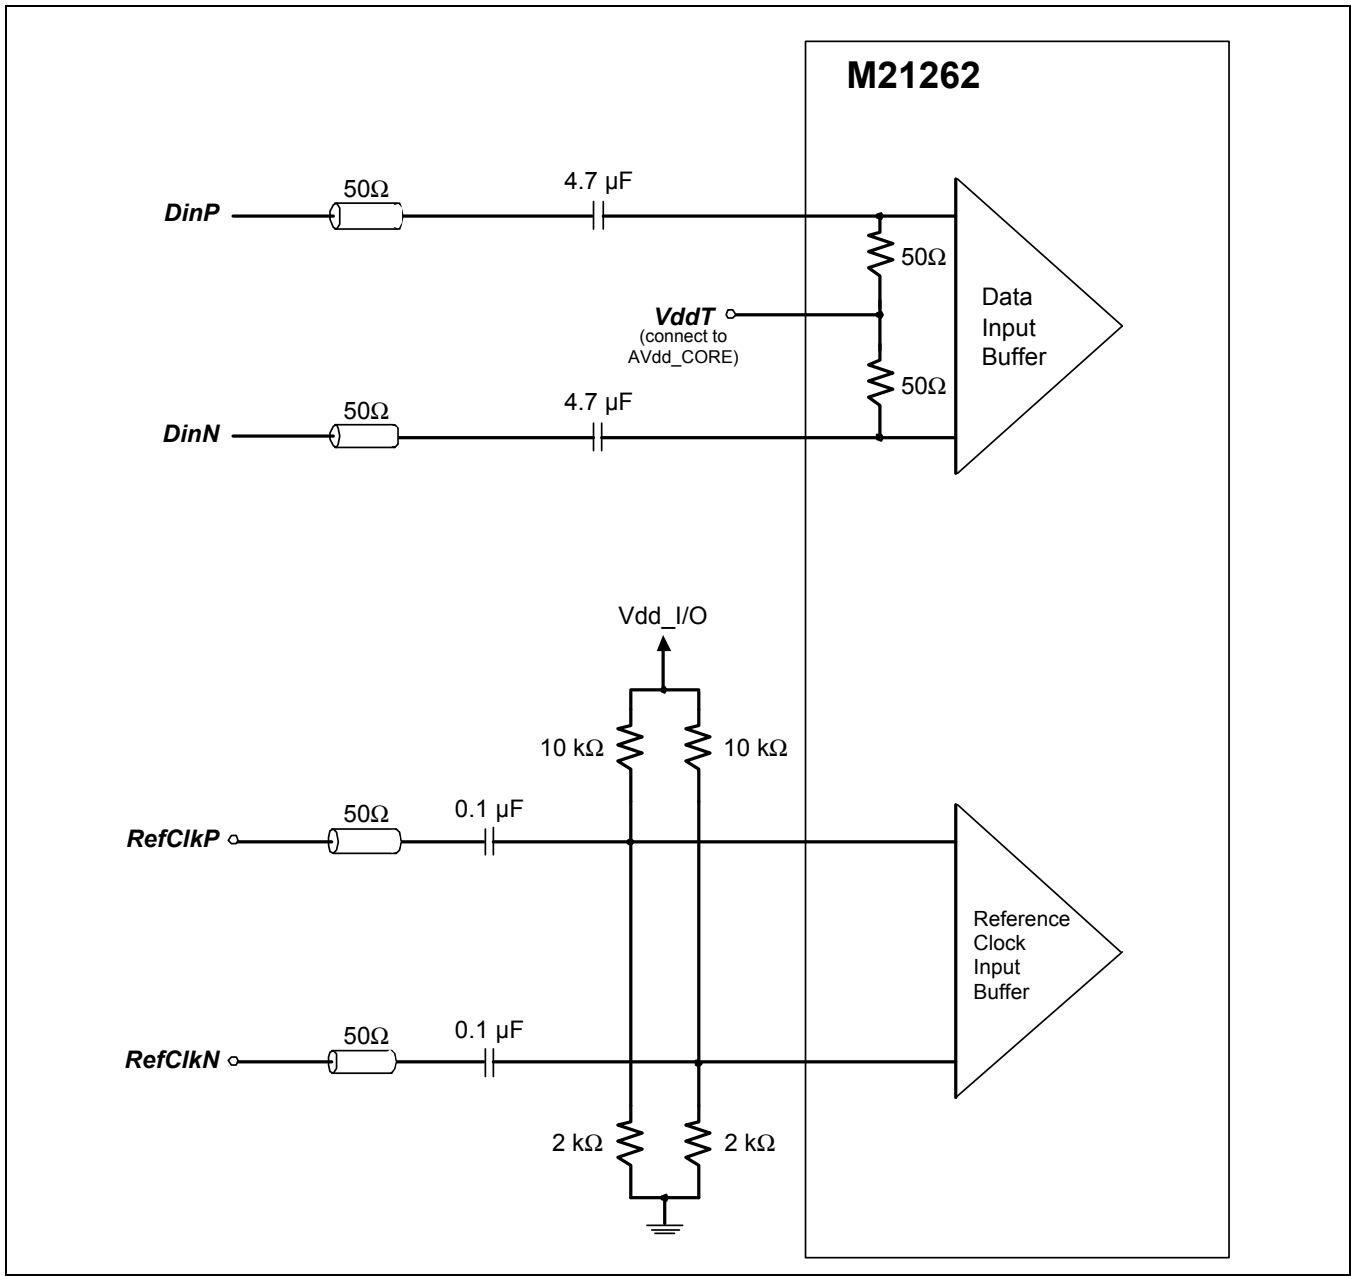 M21262
50Ω
4.7 µF
DinP
50Ω
Data
Input
Buffer
VddT
(connect to
AVdd_CORE)
50Ω
50Ω
4.7 µF
DinN
Vdd_I/O
10 kΩ
10 kΩ
50Ω
0.1 µF
RefClkP
Reference
Clock
Input
Buffer
50Ω
0.1 µF
RefClkN
2 kΩ
2 kΩ